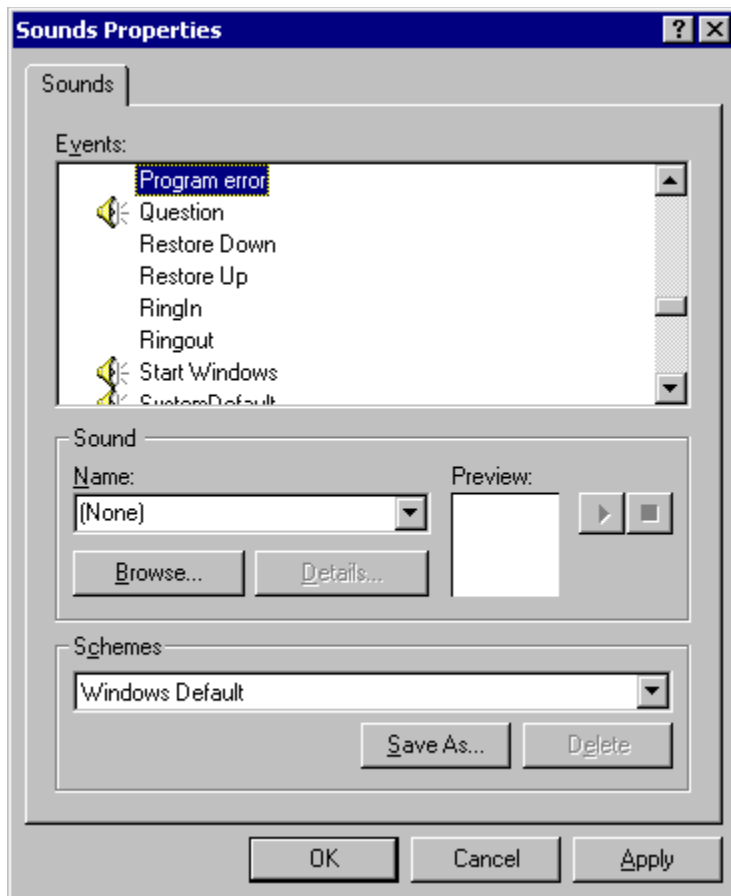 Sounds Properties
Sounds
Events:
Program error
Question
Restore Down
Restore Up
RingIn
Ringout
Start Windows
SystemDefault
Sound
Name:
Preview:
(None)
Browse...
Details...
Schemes
Windows Default
Save As...
Delete
OK
Cancel
Apply